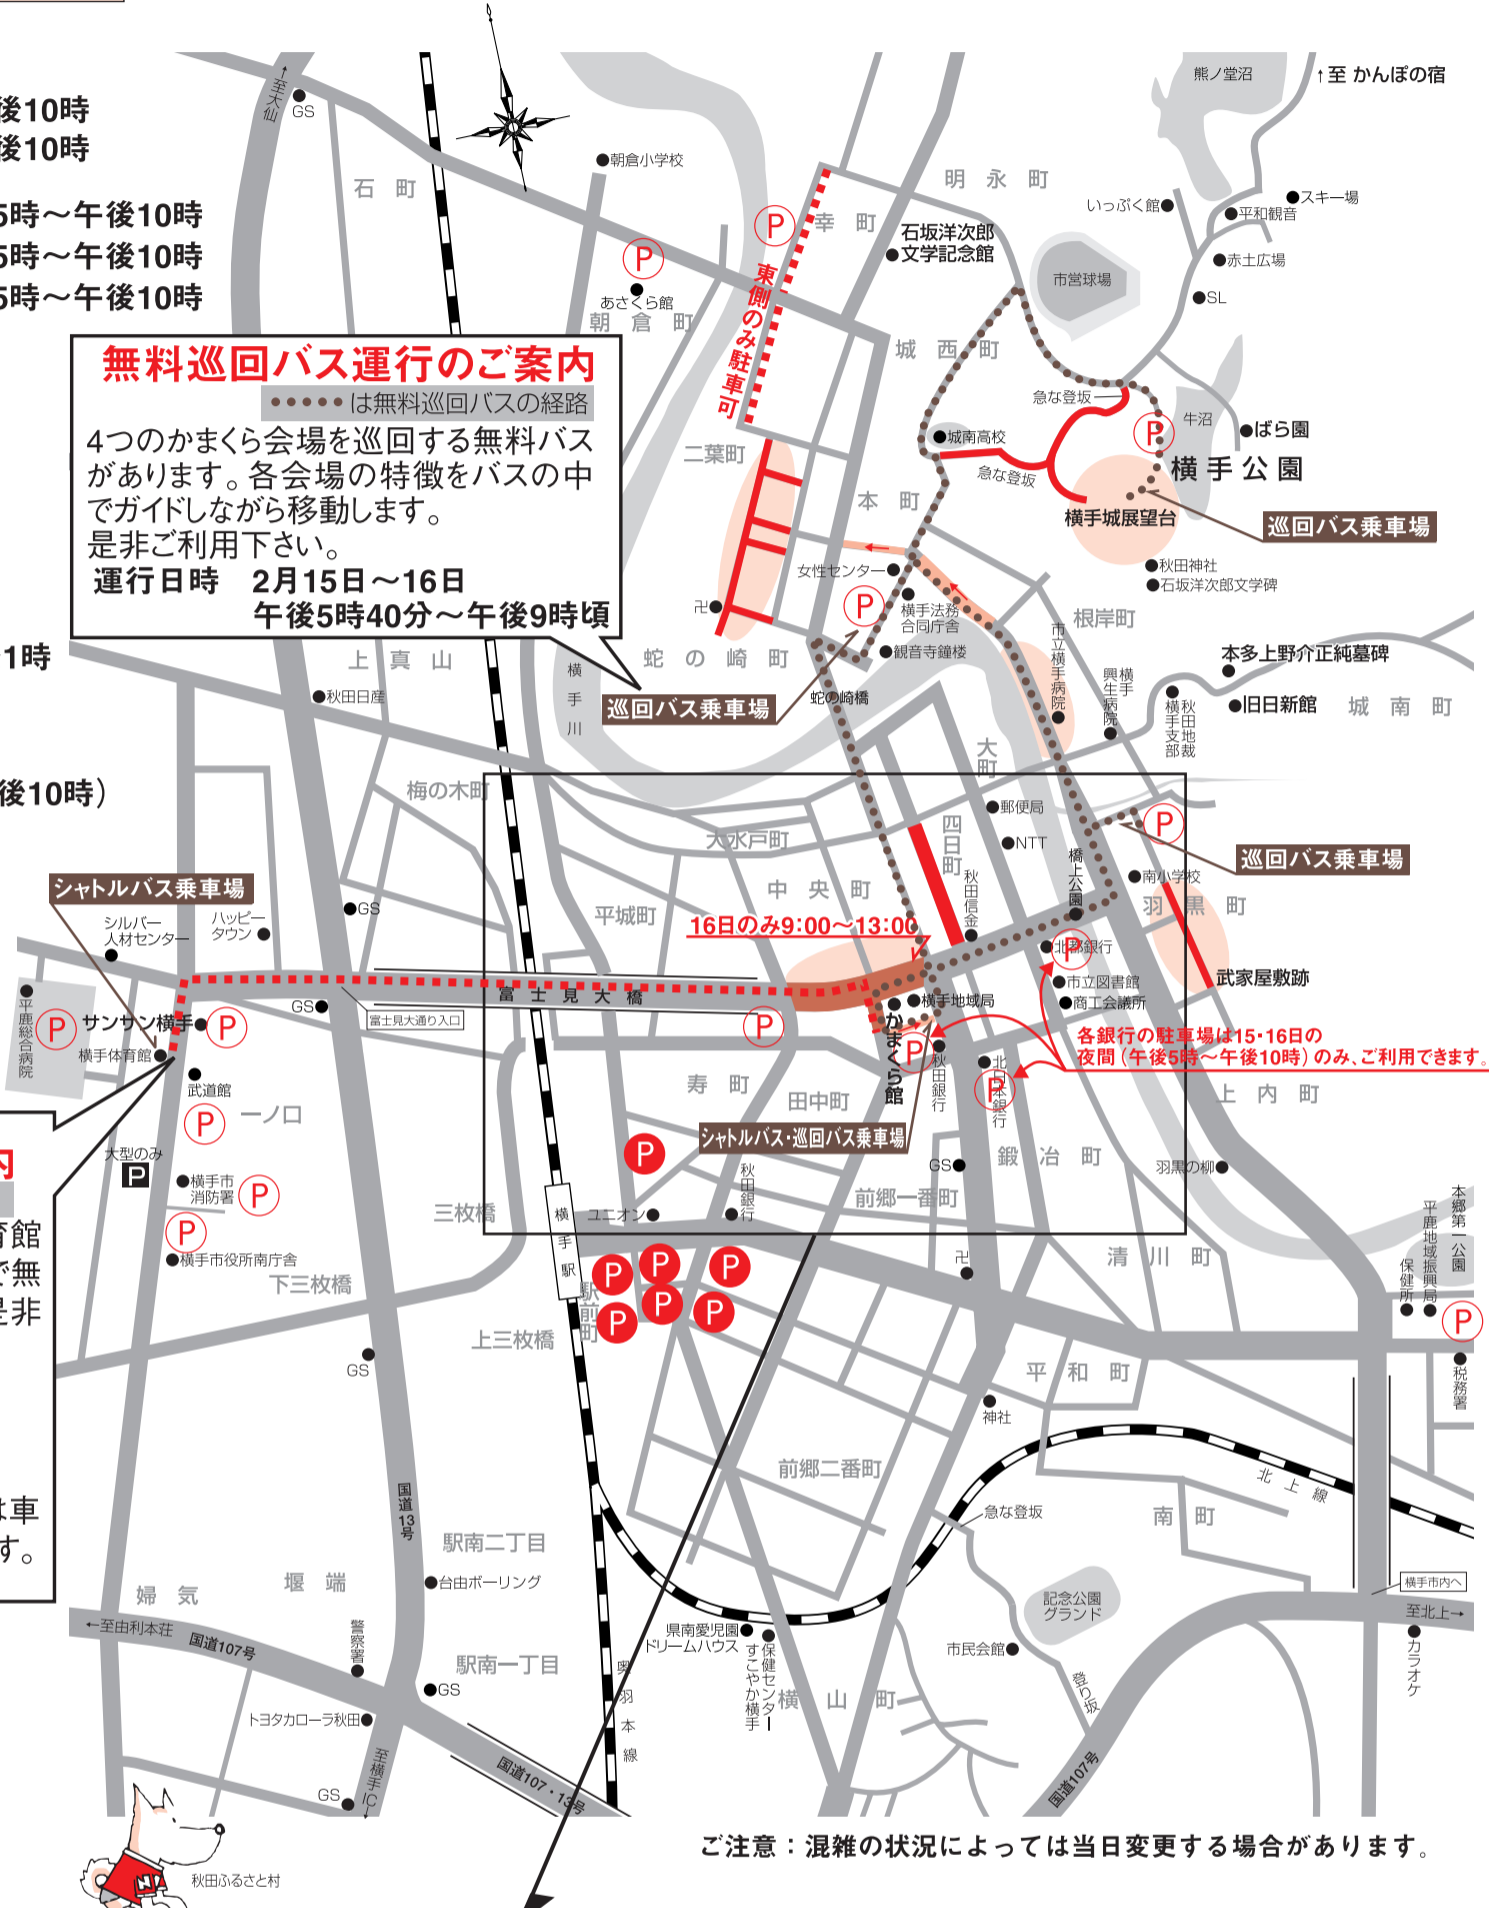 後10時
後10時
5時～午後10時
5時～午後10時
5時～午後10時
1時
後10時）
内
育館
で無
是非
は車
す。
無料巡回バス運行のご案内
・・・・・は無料巡回バスの経路
4つのかまくら会場を巡回する無料バス
があります。各会場の特徴をバスの中
でガイドしながら移動します。
是非ご利用下さい。
運行日時　2月15日～16日
午後5時40分～午後9時頃
↑至大仙
GS
石町
朝倉小学校
P
あさくら館
朝倉町
P
幸町
東側のみ駐車可
石坂洋次郎
文学記念館
明永町
熊ノ堂沼
↑至 かんぽの宿
いっぷく館
スキー場
平和観音
赤土広場
SL
市営球場
城西町
急な登坂
牛沼
P
ばら園
横手公園
城南高校
急な登坂
横手城展望台
巡回バス乗車場
二葉町
本町
女性センター
P
横手法務
合同庁舎
観音寺鐘楼
卍
蛇の崎町
巡回バス乗車場
蛇の崎橋
秋田神社
石坂洋次郎文学碑
根岸町
市立横手病院
横手
興生病院
本多上野介正純墓碑
旧日新館
城南町
秋田地裁
横手支部
上真山
秋田日産
横手川
梅の木町
大水戸町
大町
郵便局
NTT
四日町
秋田信金
橋上公園
P
巡回バス乗車場
南小学校
羽黒町
武家屋敷跡
中央町
平城町
16日のみ9:00～13:00
シャトルバス乗車場
シルバー
人材センター
ハッピー
タウン
GS
GS
富士見大橋
富士見大通り入口
平鹿総合病院
P
サンサン横手
P
横手体育館
武道館
P
一ノ口
大型のみ
P
横手市
消防署
P
P
横手市役所南庁舎
下三枚橋
P
横手地域局
かまくら館
P
秋田銀行
北都銀行
P
市立図書館
商工会議所
各銀行の駐車場は15・16日の
夜間（午後5時～午後10時）のみ、ご利用できます。
北日本銀行
P
寿町
田中町
シャトルバス・巡回バス乗車場
鍛冶町
上内町
羽黒の柳
GS
P
秋田銀行
前郷一番町
三枚橋
ユニオン
横手駅
P
P
P
P
P
P
駅前町
上三枚橋
卍
清川町
本郷第一公園
平鹿地域振興局
保健所
P
税務署
GS
平和町
神社
前郷二番町
北上線
国道13号
駅南二丁目
台由ボーリング
急な登坂
南町
横手市内へ
婦気
堰端
←至由利本荘
国道107号
警察署
駅南一丁目
GS
奥羽本線
県南愛児園
ドリームハウス
保健センター
すこやか横手
記念公園
グランド
市民会館
登り坂
至北上→
カラオケ
横山町
トヨタカローラ秋田
至横手IC→
GS
国道107・13号
国道107号
秋田ふるさと村
ご注意：混雑の状況によっては当日変更する場合があります。